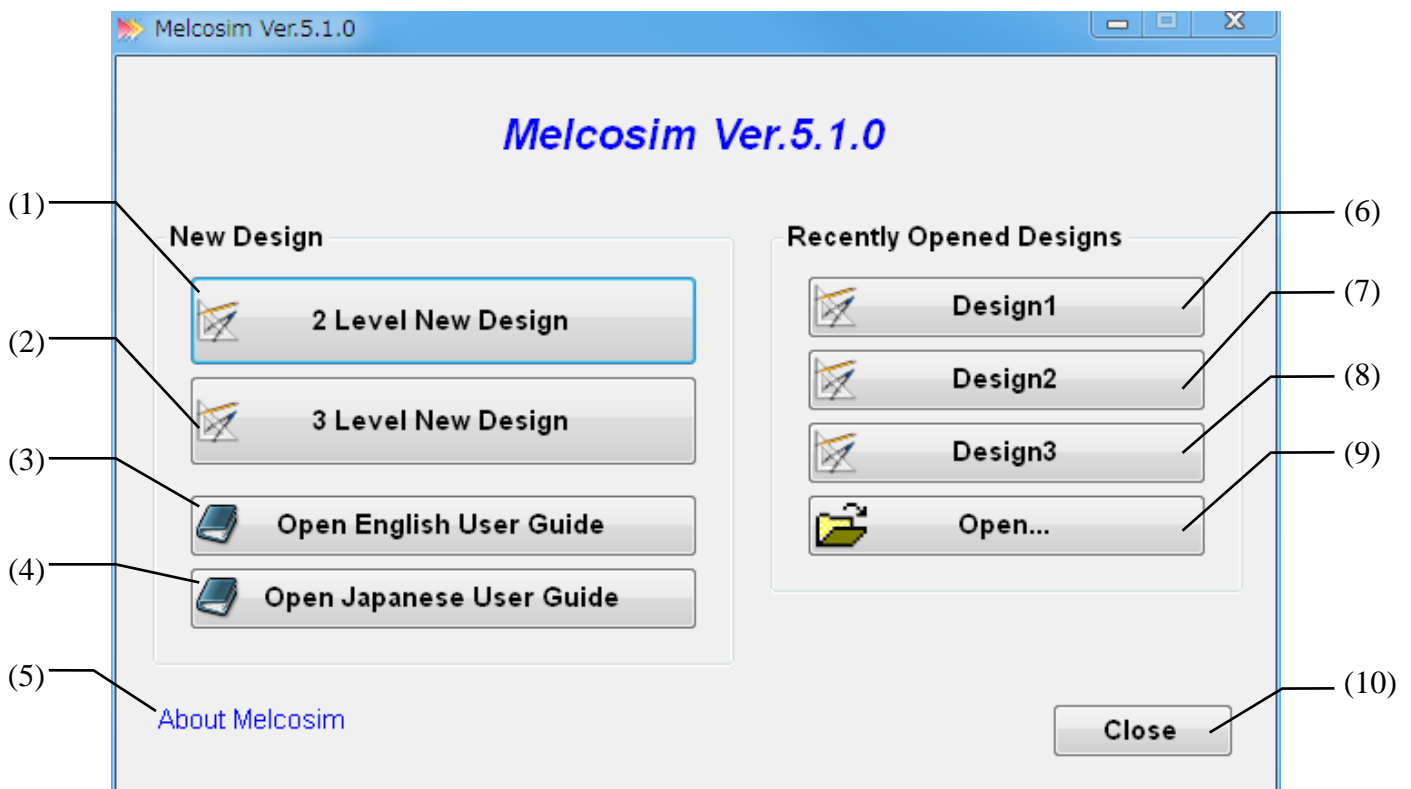 Melcosim Ver.5.1.0
Melcosim Ver.5.1.0
(1)
(2)
(3)
(4)
(5)
New Design
2 Level New Design
3 Level New Design
Open English User Guide
Open Japanese User Guide
About Melcosim
Recently Opened Designs
Design1
Design2
Design3
Open...
Close
(6)
(7)
(8)
(9)
(10)